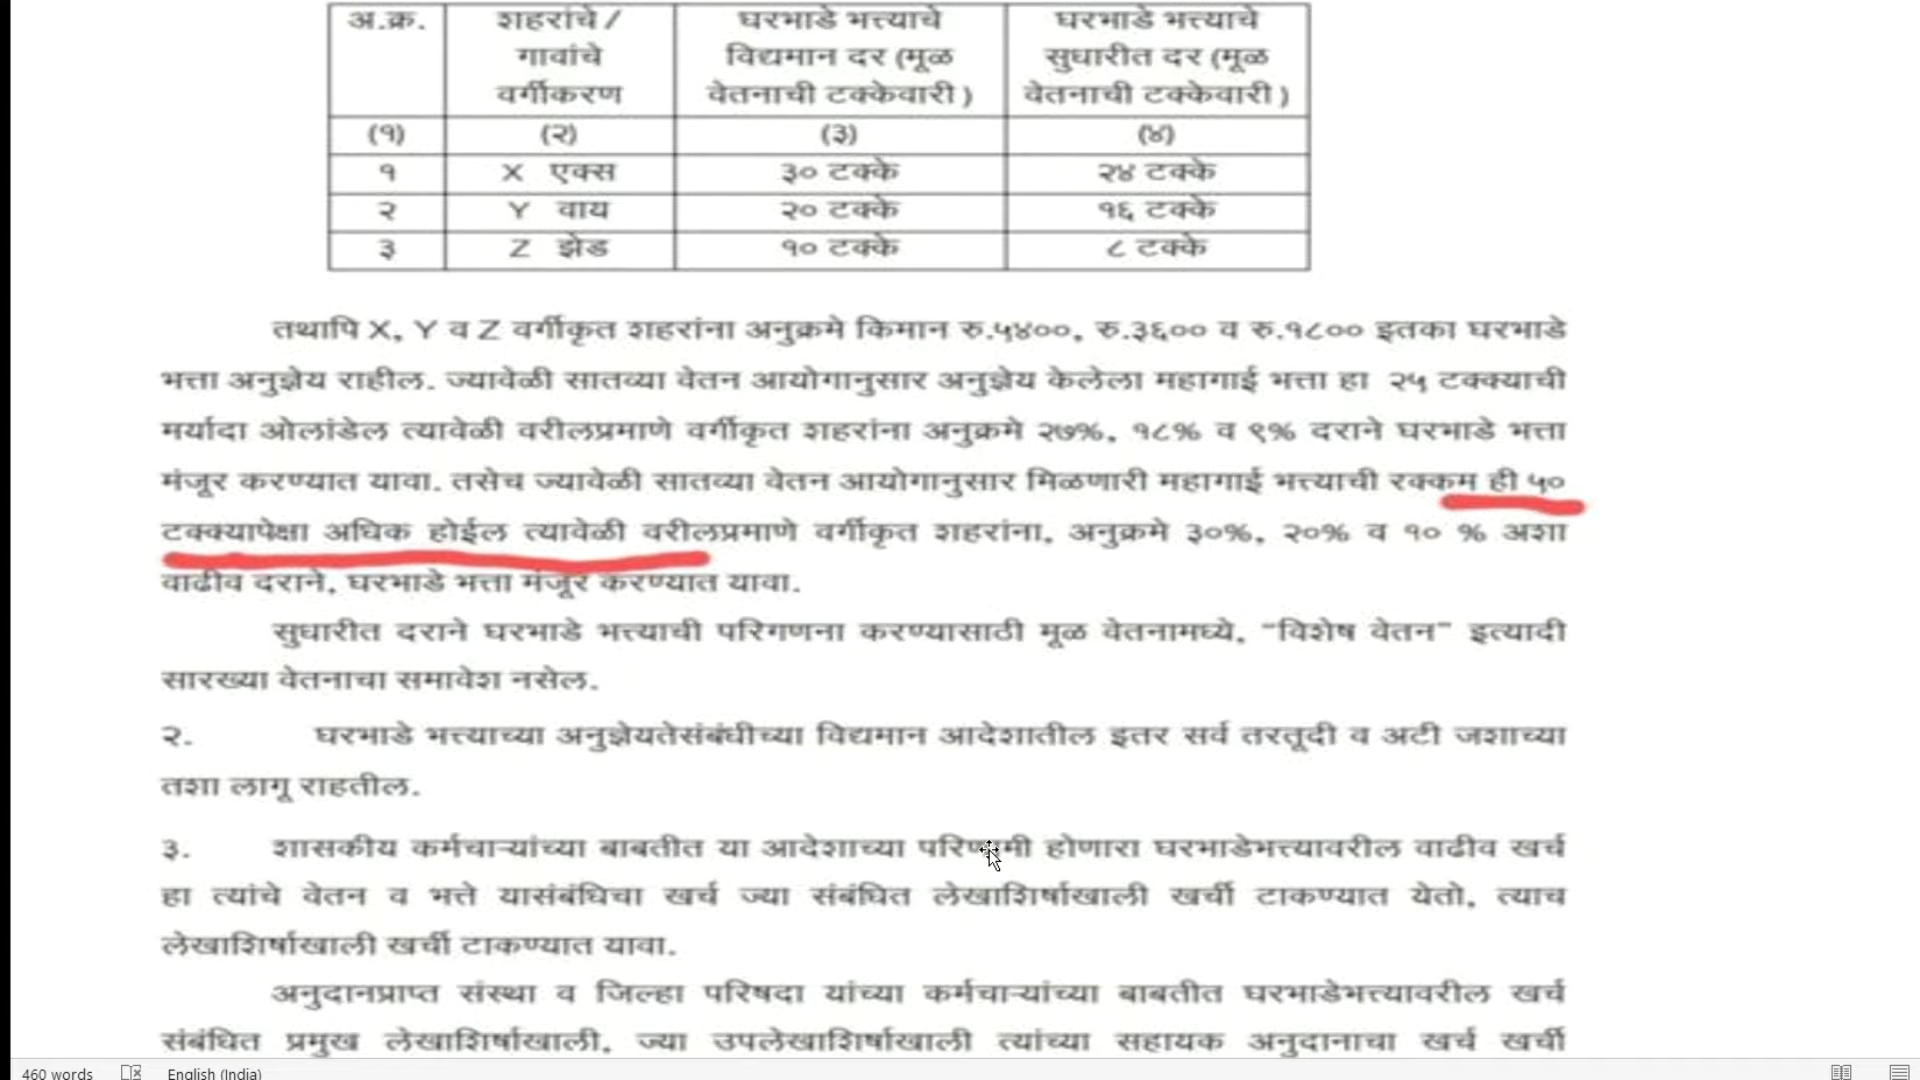 अ.क्र. शहरांचे / घरभाडे भत्त्याचे घरभाडे भत्त्याचे
गावांचे विद्यमान दर (मूळ सुधारीत दर (मूळ
वर्गीकरण वेतनाची टक्केवारी ) वेतनाची टक्केवारी )
(१) (२) (३) (४)
१ X एक्स ३० टक्के २४ टक्के
२ Y वाय २० टक्के १६ टक्के
३ Z झेड १० टक्के ८ टक्के
तथापि X, Y व Z वर्गीकृत शहरांना अनुक्रमे किमान रु.५४००, रु.३६०० व रु.१८०० इतका घरभाडे
भत्ता अनुज्ञेय राहील. ज्यावेळी सातव्या वेतन आयोगानुसार अनुज्ञेय केलेला महागाई भत्ता हा २५ टक्क्याची
मर्यादा ओलांडेल त्यावेळी वरीलप्रमाणे वर्गीकृत शहरांना अनुक्रमे २७%, १८% व ९% दराने घरभाडे भत्ता
मंजूर करण्यात यावा. तसेच ज्यावेळी सातव्या वेतन आयोगानुसार मिळणारी महागाई भत्त्याची रक्कम ही ५०
टक्क्यापेक्षा अधिक होईल त्यावेळी वरीलप्रमाणे वर्गीकृत शहरांना, अनुक्रमे ३०%, २०% व १० % अशा
वाढीव दराने, घरभाडे भत्ता मंजूर करण्यात यावा.
सुधारीत दराने घरभाडे भत्त्याची परिगणना करण्यासाठी मूळ वेतनामध्ये, "विशेष वेतन" इत्यादी
सारख्या वेतनाचा समावेश नसेल.
२. घरभाडे भत्त्याच्या अनुज्ञेयतेसंबंधीच्या विद्यमान आदेशातील इतर सर्व तरतूदी व अटी जशाच्या
तशा लागू राहतील.
३. शासकीय कर्मचाऱ्यांच्या बाबतीत या आदेशाच्या परिणामी होणारा घरभाडेभत्त्यावरील वाढीव खर्च
हा त्यांचे वेतन व भत्ते यासंबंधिचा खर्च ज्या संबंधित लेखाशिर्षाखाली खर्ची टाकण्यात येतो, त्याच
लेखाशिर्षाखाली खर्ची टाकण्यात यावा.
अनुदानप्राप्त संस्था व जिल्हा परिषदा यांच्या कर्मचाऱ्यांच्या बाबतीत घरभाडेभत्त्यावरील खर्च
संबंधित प्रमुख लेखाशिर्षाखाली, ज्या उपलेखाशिर्षाखाली त्यांच्या सहायक अनुदानाचा खर्च खर्ची
460 words English (India)